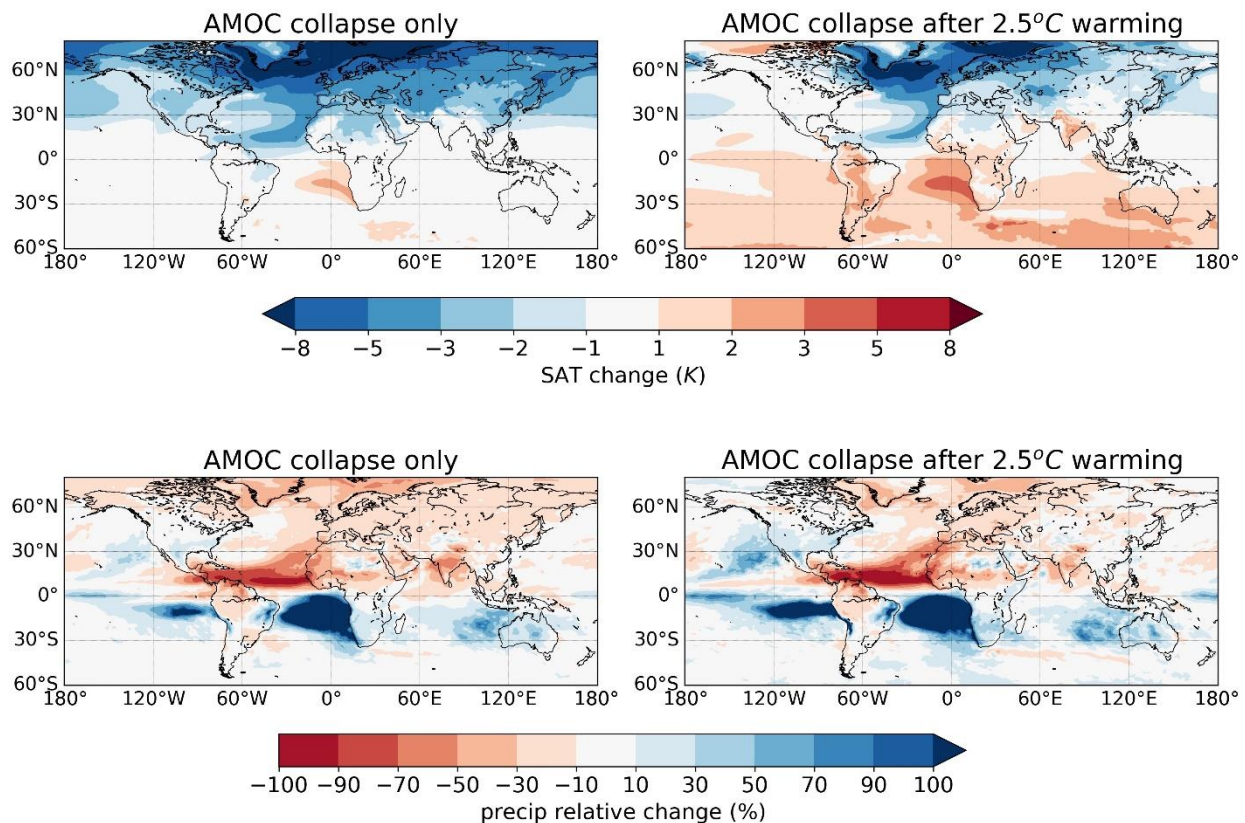 AMOC collapse only
AMOC collapse after 2.5°C warming
60°N
30°N
0°
30°S
60°S
180° 120°W 60°W 0° 60°E 120°E 180°
60°N
30°N
0°
30°S
60°S
180° 120°W 60°W 0° 60°E 120°E 180°
−8 −5 −3 −2 −1 1 2 3 5 8
SAT change (K)
AMOC collapse only
AMOC collapse after 2.5°C warming
60°N
30°N
0°
30°S
60°S
180° 120°W 60°W 0° 60°E 120°E 180°
60°N
30°N
0°
30°S
60°S
180° 120°W 60°W 0° 60°E 120°E 180°
−100 −90 −70 −50 −30 −10 10 30 50 70 90 100
precip relative change (%)